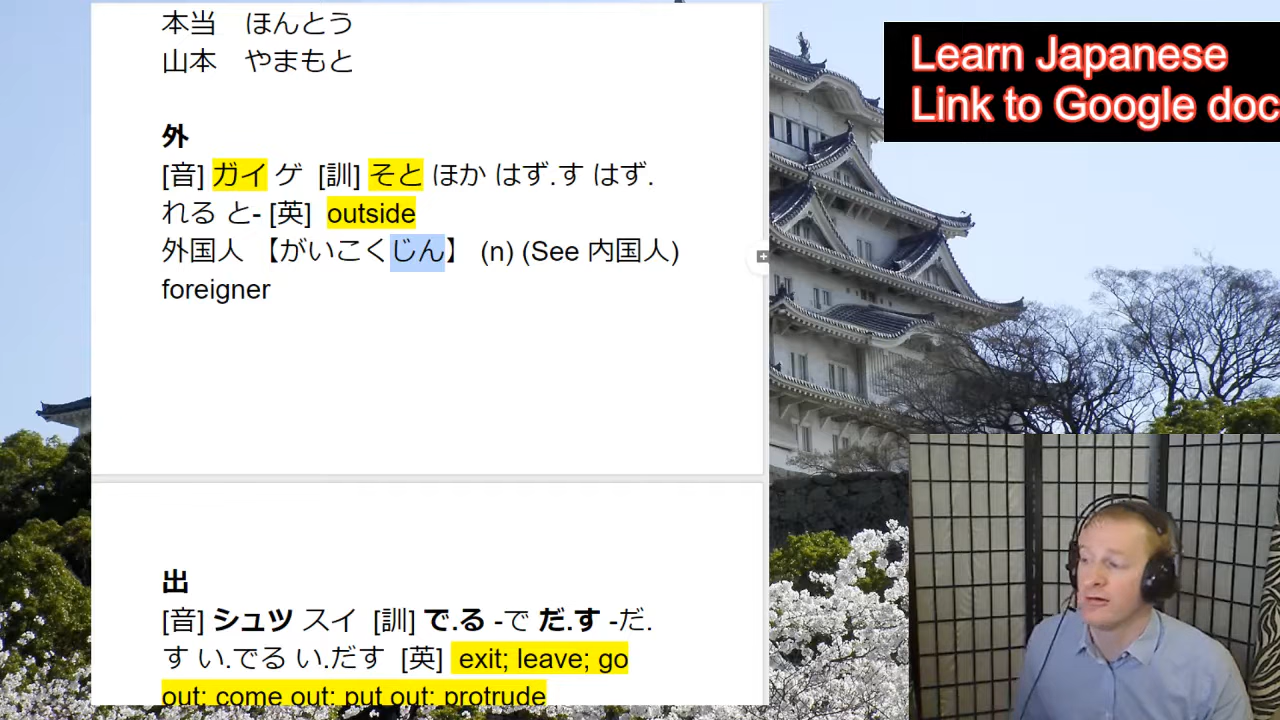 本当　ほんとう
山本　やまもと
外
[音] ガイ ゲ [訓] そと ほか はず.す はず.
れる と- [英] outside
外国人 【がいこくじん】 (n) (See 内国人)
foreigner
出
[音] シュツ スイ [訓] で.る -で だ.す -だ.
す い.でる い.だす [英] exit; leave; go
out; come out; put out; protrude
Learn Japanese
Link to Google doc